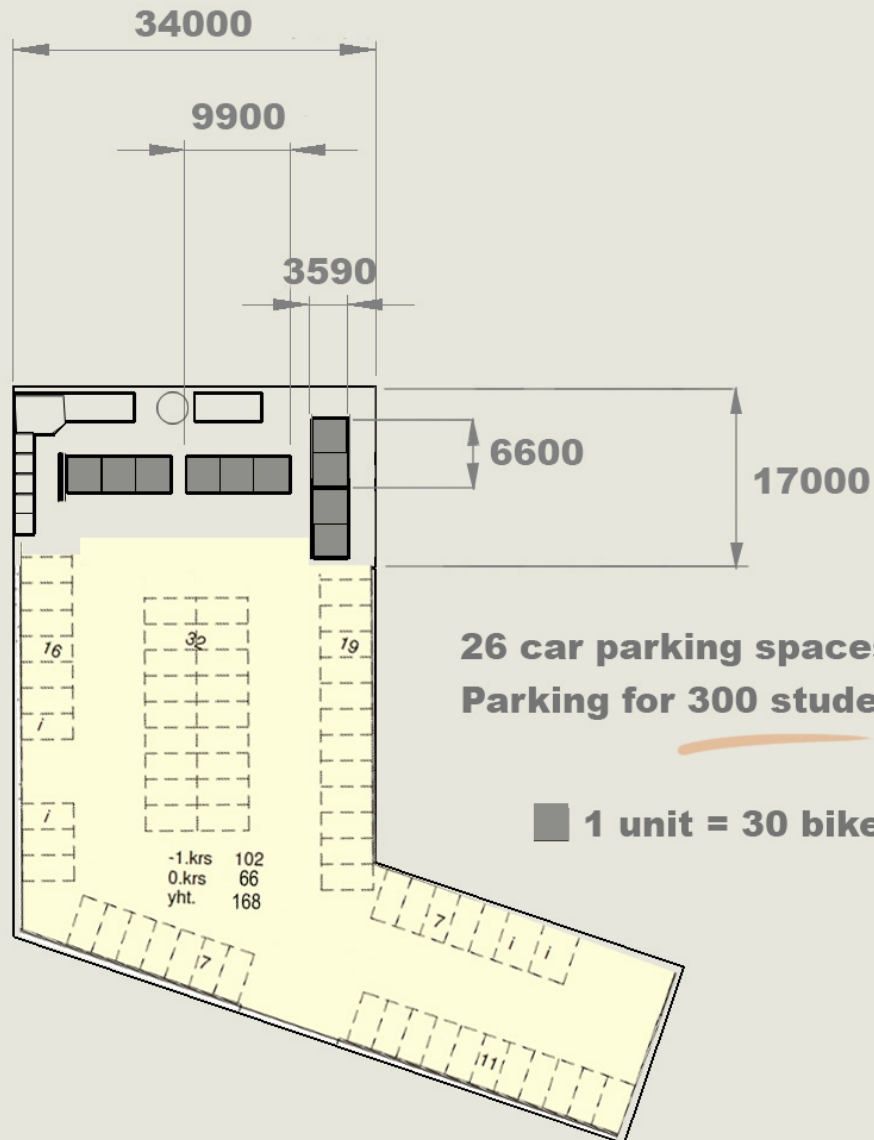 34000
9900
3590
6600
17000
26 car parking spaces
Parking for 300 stude
1 unit = 30 bike
16
32
19
i
i
-1.krs 102
0.krs 66
yht. 168
7
i
i
17
11